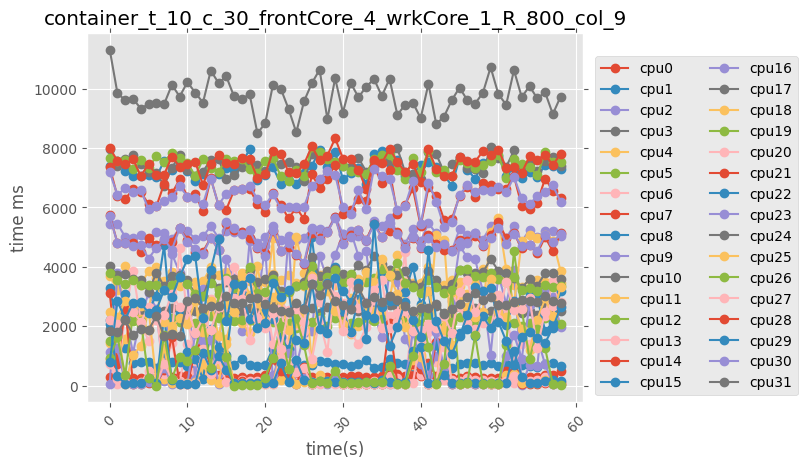 container_t_10_c_30_frontCore_4_wrkCore_1_R_800_col_9
time ms
10000
8000
6000
4000
2000
0
0
10
20
30
40
50
60
time(s)
cpu0
cpu1
cpu2
cpu3
cpu4
cpu5
cpu6
cpu7
cpu8
cpu9
cpu10
cpu11
cpu12
cpu13
cpu14
cpu15
cpu16
cpu17
cpu18
cpu19
cpu20
cpu21
cpu22
cpu23
cpu24
cpu25
cpu26
cpu27
cpu28
cpu29
cpu30
cpu31